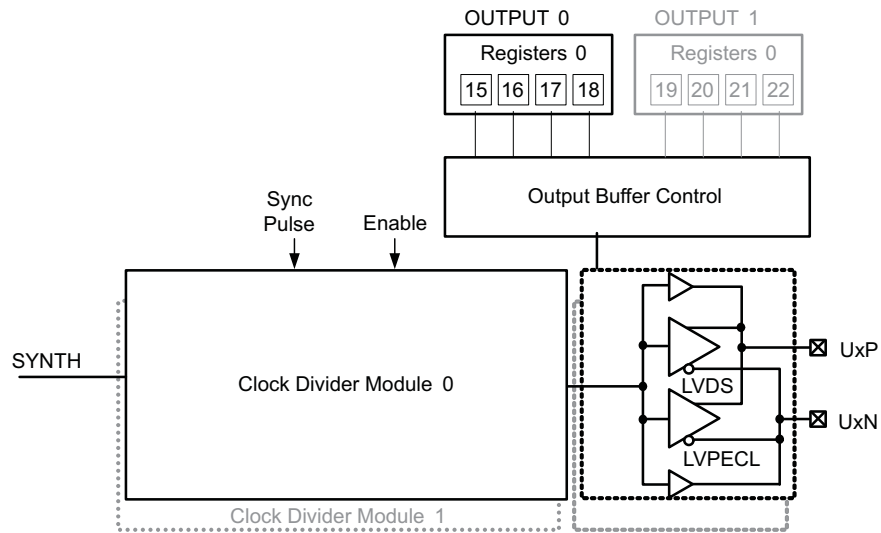 OUTPUT 0 OUTPUT 1
Registers 0 Registers 0
15 16 17 18 19 20 21 22
Output Buffer Control
Sync
Pulse
Enable
SYNTH
Clock Divider Module 0
LVDS
LVPECL
UxP
UxN
Clock Divider Module 1